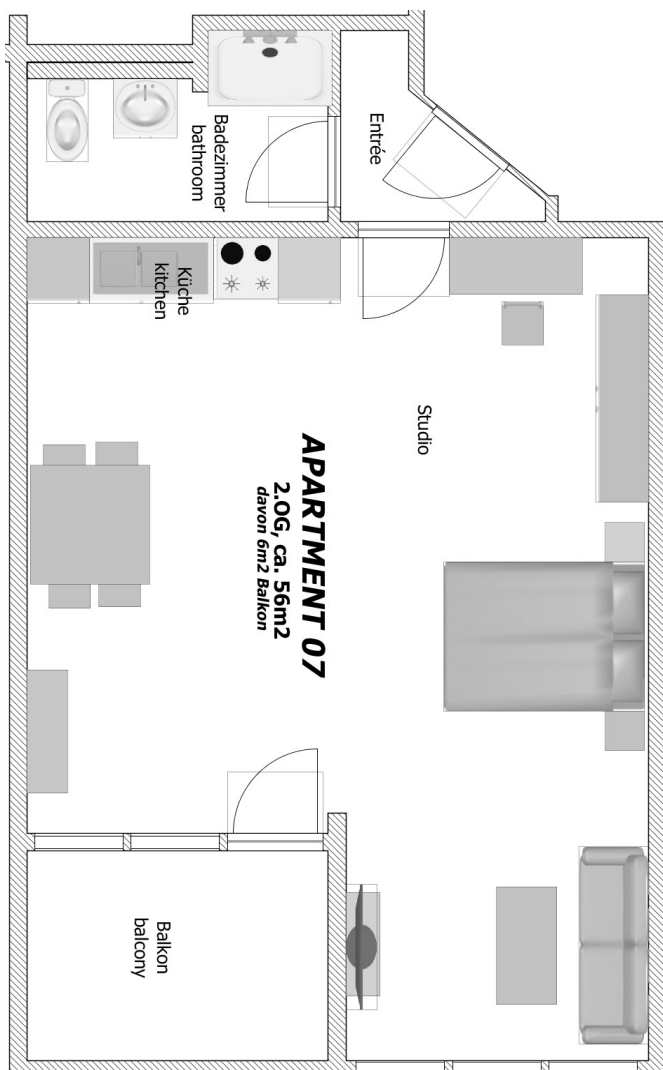 Entrée
Badezimmer
bathroom
Küche
kitchen
Studio
APARTMENT 07
2.OG, ca. 56m2
davon 6m2 Balkon
Balkon
balcony